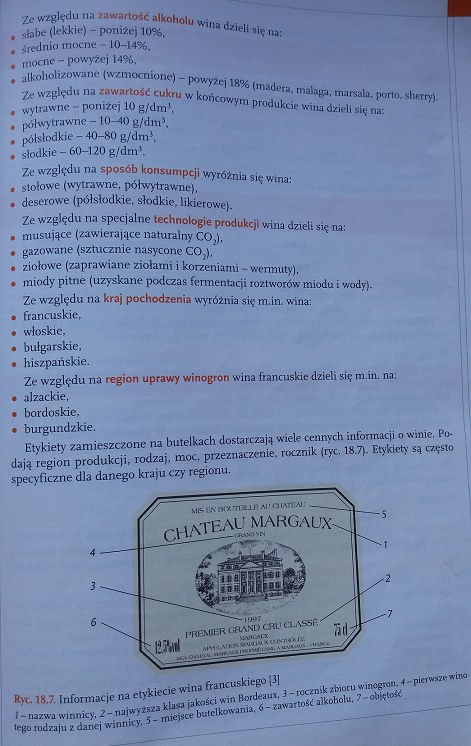 Ze względu na zawartość alkoholu wina dzieli się na:
• słabe (lekkie) – poniżej 10%,
• średnio mocne – 10–14%,
• mocne – powyżej 14%,
• alkoholizowane (wzmocnione) – powyżej 18% (madera, malaga, marsala, porto, sherry).
Ze względu na zawartość cukru w końcowym produkcie wina dzieli się na:
• wytrawne – poniżej 10 g/dm³,
• półwytrawne – 10–40 g/dm³,
• półsłodkie – 40–80 g/dm³,
• słodkie – 60–120 g/dm³.
Ze względu na sposób konsumpcji wyróżnia się wina:
• stołowe (wytrawne, półwytrawne),
• deserowe (półsłodkie, słodkie, likierowe).
Ze względu na specjalne technologie produkcji wina dzieli się na:
• musujące (zawierające naturalny CO₂),
• gazowane (sztucznie nasycone CO₂),
• ziołowe (zaprawiane ziołami i korzeniami – wermuty),
• miody pitne (uzyskane podczas fermentacji roztworów miodu i wody).
Ze względu na kraj pochodzenia wyróżnia się m.in. wina:
• francuskie,
• włoskie,
• bułgarskie,
• hiszpańskie.
Ze względu na region uprawy winogron wina francuskie dzieli się m.in. na:
• alzackie,
• bordoskie,
• burgundzkie.
Etykiety zamieszczone na butelkach dostarczają wiele cennych informacji o winie. Po-
dają region produkcji, rodzaj, moc, przeznaczenie, rocznik (ryc. 18.7). Etykiety są często
specyficzne dla danego kraju czy regionu.
MIS EN BOUTEILLE AU CHATEAU
5
CHATEAU MARGAUX
1
GRAND VIN
4
2
3
1997
6
PREMIER GRAND CRU CLASSÉ
7
MARGAUX
12,5%vol
75 cl
APPELLATION MARGAUX CONTROLÉE
SCA CHATEAU MARGAUX PROPRIETAIRE A MARGAUX - FRANCE
Ryc. 18.7. Informacje na etykiecie wina francuskiego [3]
1 – nazwa winnicy, 2 – najwyższa klasa jakości win Bordeaux, 3 – rocznik zbioru winogron, 4 – pierwsze wino
tego rodzaju z danej winnicy, 5 – miejsce butelkowania, 6 – zawartość alkoholu, 7 – objętość